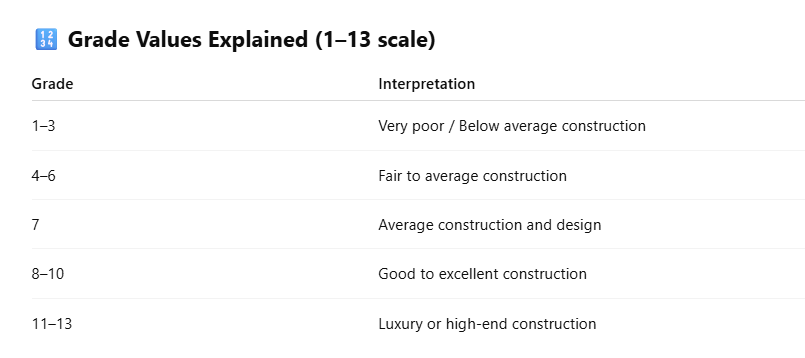 🔢 Grade Values Explained (1–13 scale)
Grade Interpretation
1–3 Very poor / Below average construction
4–6 Fair to average construction
7 Average construction and design
8–10 Good to excellent construction
11–13 Luxury or high-end construction